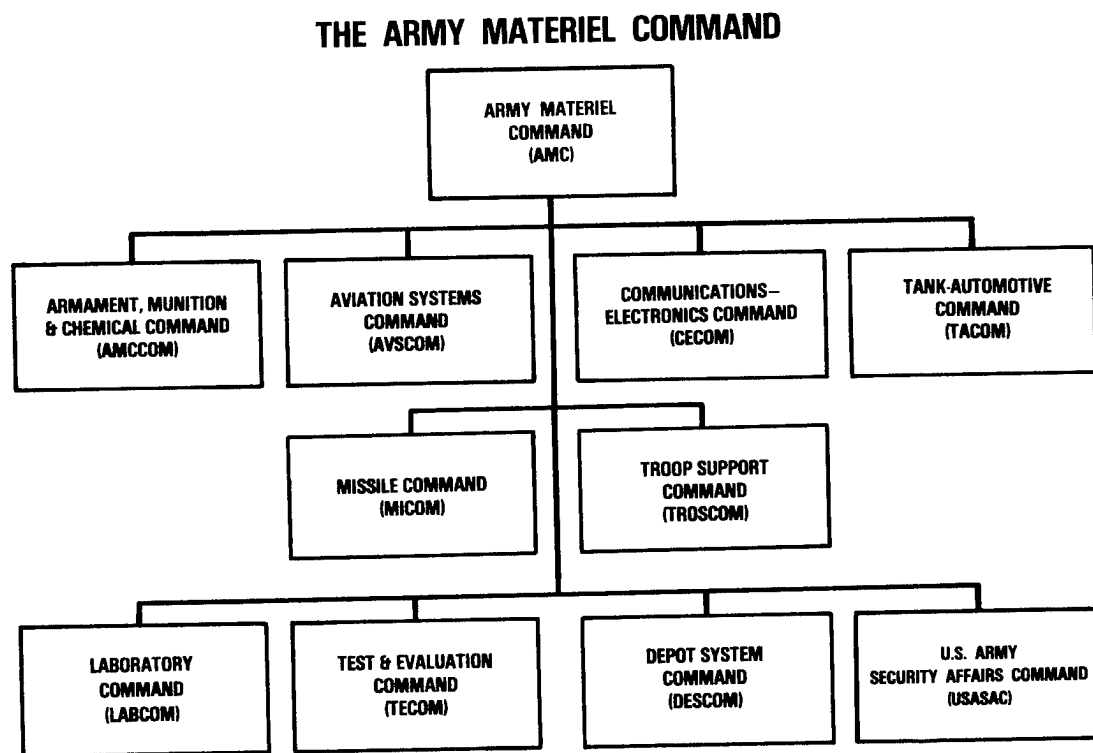 THE ARMY MATERIEL COMMAND
ARMY MATERIEL
COMMAND
(AMC)
ARMAMENT, MUNITION
& CHEMICAL COMMAND
(AMCCOM)
AVIATION SYSTEMS
COMMAND
(AVSCOM)
COMMUNICATIONS–
ELECTRONICS COMMAND
(CECOM)
TANK-AUTOMOTIVE
COMMAND
(TACOM)
MISSILE COMMAND
(MICOM)
TROOP SUPPORT
COMMAND
(TROSCOM)
LABORATORY
COMMAND
(LABCOM)
TEST & EVALUATION
COMMAND
(TECOM)
DEPOT SYSTEM
COMMAND
(DESCOM)
U.S. ARMY
SECURITY AFFAIRS COMMAND
(USASAC)